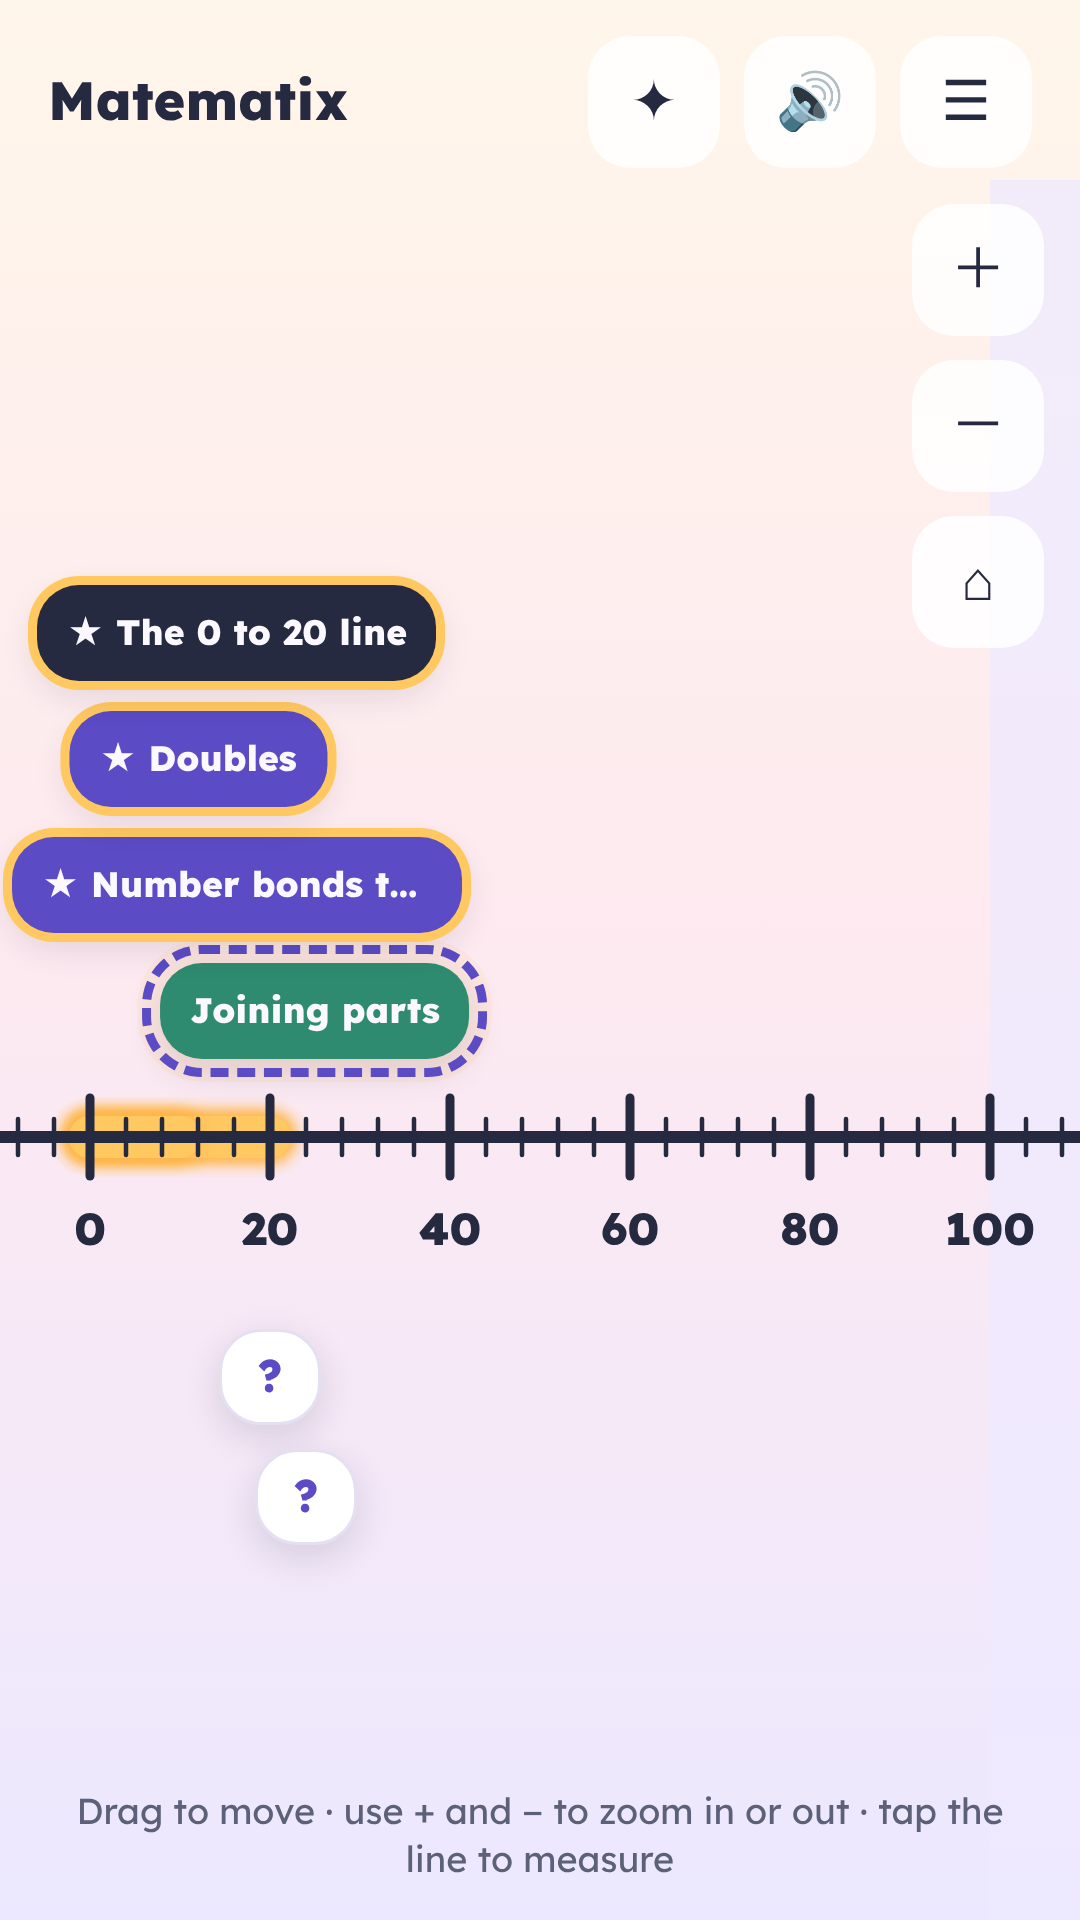 Matematix
★ The 0 to 20 line
★ Doubles
★ Number bonds t...
Joining parts
0 20 40 60 80 100
?
?
Drag to move · use + and − to zoom in or out · tap the
line to measure